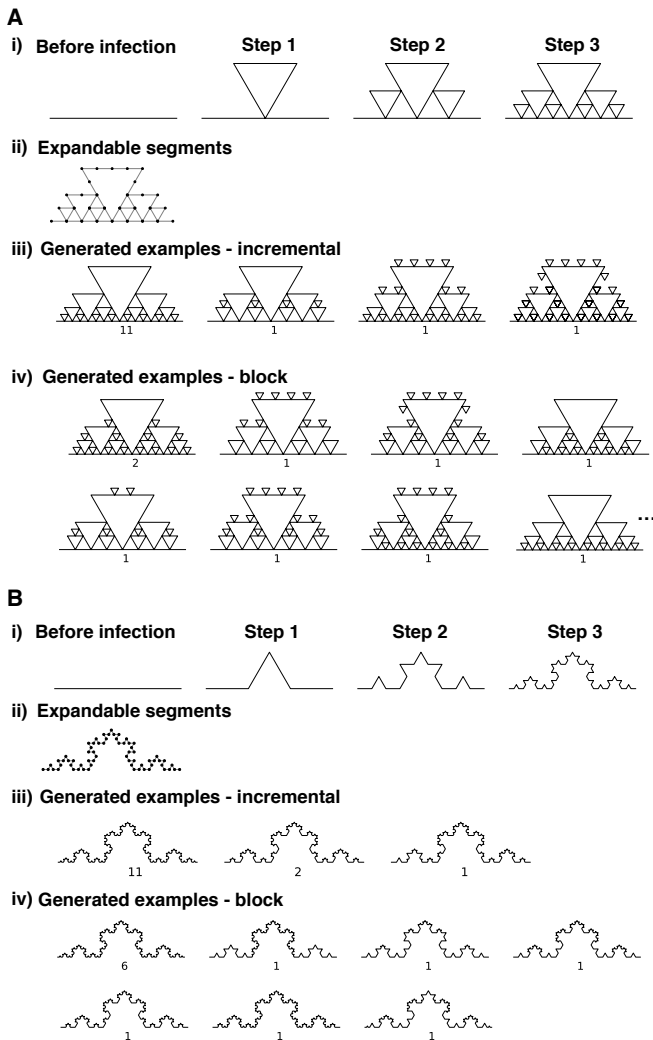 A
i) Before infection Step 1 Step 2 Step 3
ii) Expandable segments
iii) Generated examples - incremental
11 1 1 1
iv) Generated examples - block
2 1 1 1
...
1 1 1 1
B
i) Before infection Step 1 Step 2 Step 3
ii) Expandable segments
iii) Generated examples - incremental
11 2 1
iv) Generated examples - block
6 1 1 1
1 1 1